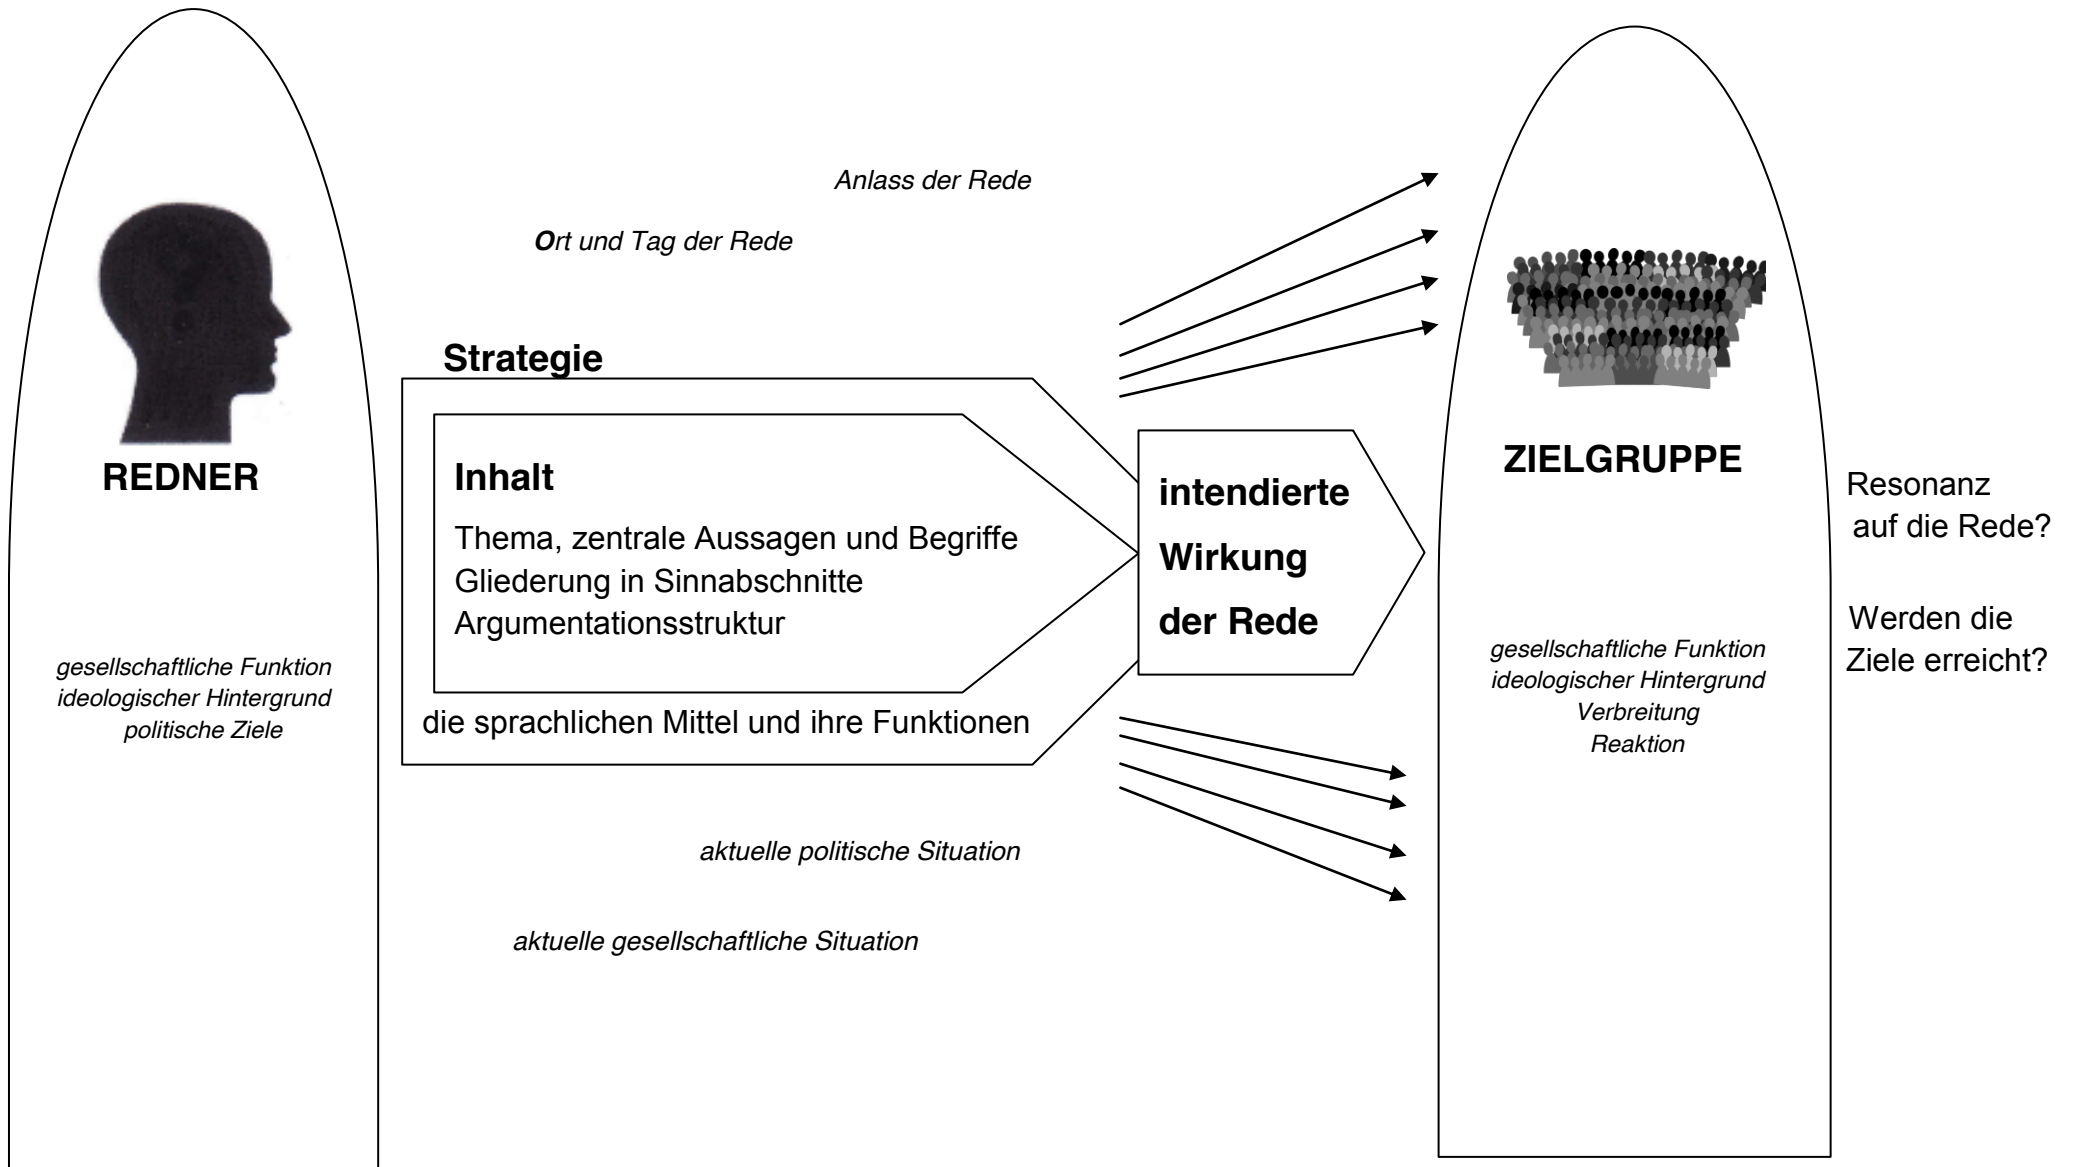 REDNER
gesellschaftliche Funktion
ideologischer Hintergrund
politische Ziele
Anlass der Rede
Ort und Tag der Rede
Strategie
Inhalt
Thema, zentrale Aussagen und Begriffe
Gliederung in Sinnabschnitte
Argumentationsstruktur
die sprachlichen Mittel und ihre Funktionen
aktuelle politische Situation
aktuelle gesellschaftliche Situation
intendierte
Wirkung
der Rede
ZIELGRUPPE
gesellschaftliche Funktion
ideologischer Hintergrund
Verbreitung
Reaktion
Resonanz
auf die Rede?
Werden die
Ziele erreicht?